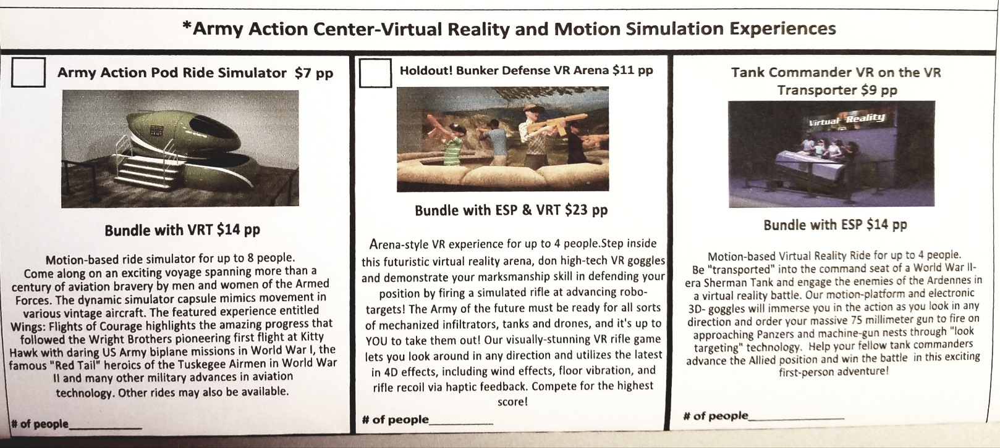 *Army Action Center-Virtual Reality and Motion Simulation Experiences
Army Action Pod Ride Simulator $7 pp
Bundle with VRT $14 pp
Motion-based ride simulator for up to 8 people.
Come along on an exciting voyage spanning more than a
century of aviation bravery by men and women of the Armed
Forces. The dynamic simulator capsule mimics movement in
various vintage aircraft. The featured experience entitled
Wings: Flights of Courage highlights the amazing progress that
followed the Wright Brothers pioneering first flight at Kitty
Hawk with daring US Army biplane missions in World War I, the
famous "Red Tail" heroics of the Tuskegee Airmen in World War
II and many other military advances in aviation
technology. Other rides may also be available.
# of people
Holdout! Bunker Defense VR Arena $11 pp
Bundle with ESP & VRT $23 pp
Arena-style VR experience for up to 4 people.Step inside
this futuristic virtual reality arena, don high-tech VR goggles
and demonstrate your marksmanship skill in defending your
position by firing a simulated rifle at advancing robo-
targets! The Army of the future must be ready for all sorts
of mechanized infiltrators, tanks and drones, and it's up to
YOU to take them out! Our visually-stunning VR rifle game
lets you look around in any direction and utilizes the latest
in 4D effects, including wind effects, floor vibration, and
rifle recoil via haptic feedback. Compete for the highest
score!
# of people
Tank Commander VR on the VR
Transporter $9 pp
Virtual Reality
Bundle with ESP $14 pp
Motion-based Virtual Reality Ride for up to 4 people.
Be "transported" into the command seat of a World War II-
era Sherman Tank and engage the enemies of the Ardennes in
a virtual reality battle. Our motion-platform and electronic
3D- goggles will immerse you in the action as you look in any
direction and order your massive 75 millimeter gun to fire on
approaching Panzers and machine-gun nests through "look
targeting" technology. Help your fellow tank commanders
advance the Allied position and win the battle in this exciting
first-person adventure!
# of people